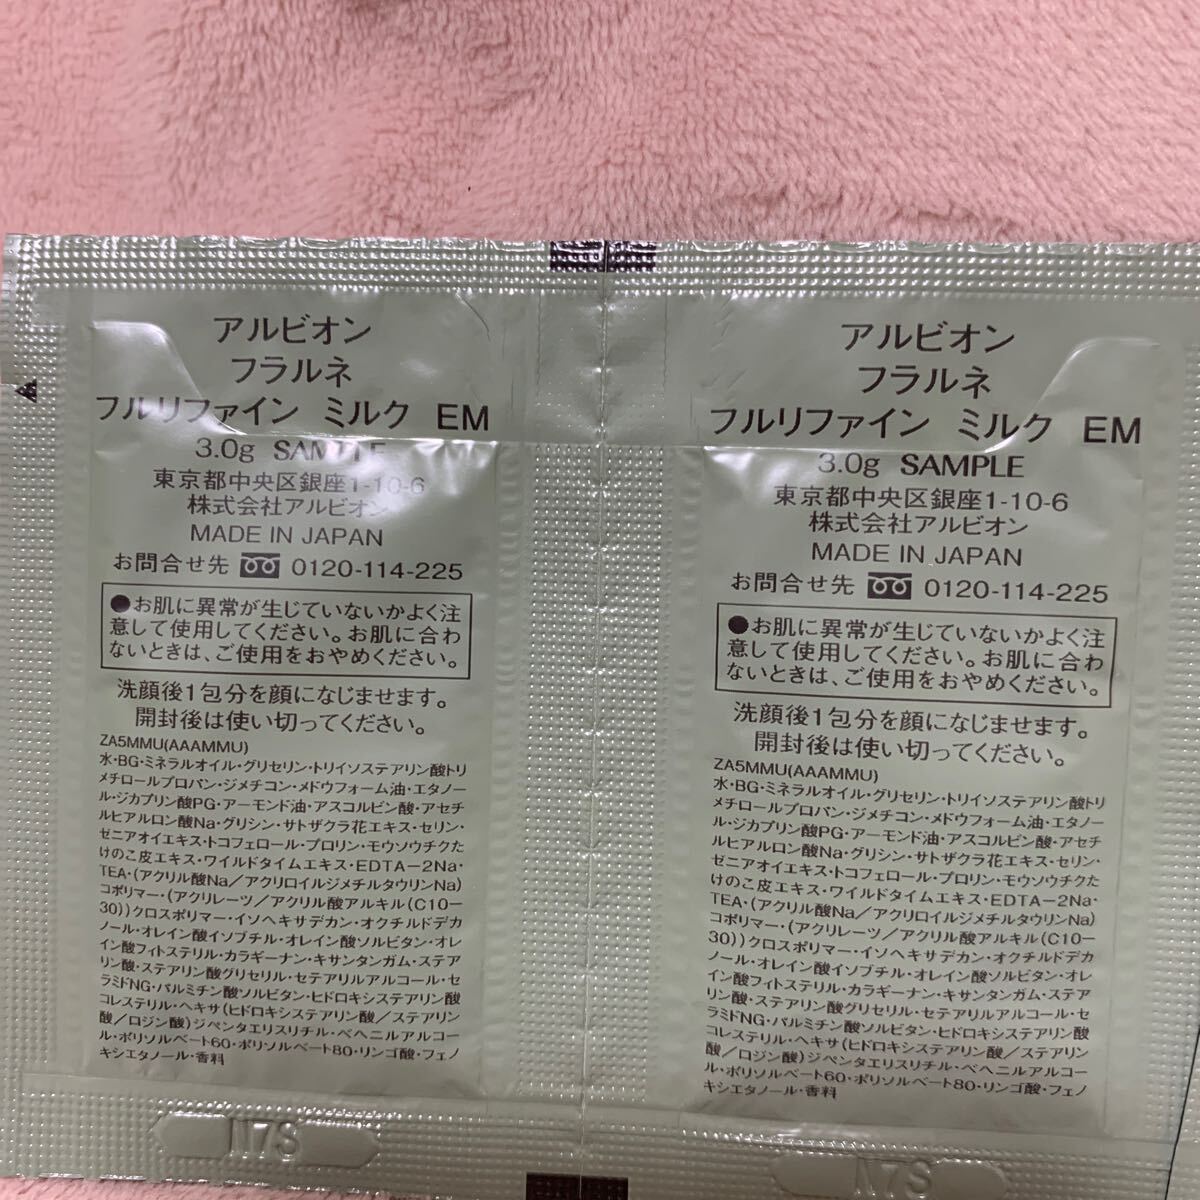 アルビオン
フラルネ
フルリファイン ミルク EM
3.0g SAMPLE
東京都中央区銀座1-10-6
株式会社アルビオン
MADE IN JAPAN
お問合せ先 0120-114-225
●お肌に異常が生じていないかよく注
意して使用してください。お肌に合わ
ないときは、ご使用をおやめください。
洗顔後1包分を顔になじませます。
開封後は使い切ってください。
ZA5MMU(AAAMMU)
水・BG・ミネラルオイル・グリセリン・トリイソステアリン酸トリ
メチロールプロパン・ジメチコン・メドウフォーム油・エタノー
ル・ジカプリン酸PG・アーモンド油・アスコルビン酸・アセチ
ルヒアルロン酸Na・グリシン・サトザクラ花エキス・セリン・
ゼニアオイエキス・トコフェロール・プロリン・モウソウチクた
けのこ皮エキス・ワイルドタイムエキス・EDTA－2Na・
TEA・(アクリル酸Na／アクリロイルジメチルタウリンNa)
コポリマー・(アクリレーツ／アクリル酸アルキル(C10－
30))クロスポリマー・イソヘキサデカン・オクチルドデカ
ノール・オレイン酸イソブチル・オレイン酸ソルビタン・オレ
イン酸フィトステリル・カラギーナン・キサンタンガム・ステア
リン酸・ステアリン酸グリセリル・セテアリルアルコール・セ
ラミドNG・パルミチン酸ソルビタン・ヒドロキシステアリン酸
コレステリル・ヘキサ(ヒドロキシステアリン酸／ステアリン
酸／ロジン酸)ジペンタエリスリチル・ベヘニルアルコー
ル・ポリソルベート60・ポリソルベート80・リンゴ酸・フェノ
キシエタノール・香料
N7S
アルビオン
フラルネ
フルリファイン ミルク EM
3.0g SAMPLE
東京都中央区銀座1-10-6
株式会社アルビオン
MADE IN JAPAN
お問合せ先 0120-114-225
●お肌に異常が生じていないかよく注
意して使用してください。お肌に合わ
ないときは、ご使用をおやめください。
洗顔後1包分を顔になじませます。
開封後は使い切ってください。
ZA5MMU(AAAMMU)
水・BG・ミネラルオイル・グリセリン・トリイソステアリン酸トリ
メチロールプロパン・ジメチコン・メドウフォーム油・エタノー
ル・ジカプリン酸PG・アーモンド油・アスコルビン酸・アセチ
ルヒアルロン酸Na・グリシン・サトザクラ花エキス・セリン・
ゼニアオイエキス・トコフェロール・プロリン・モウソウチクた
けのこ皮エキス・ワイルドタイムエキス・EDTA－2Na・
TEA・(アクリル酸Na／アクリロイルジメチルタウリンNa)
コポリマー・(アクリレーツ／アクリル酸アルキル(C10－
30))クロスポリマー・イソヘキサデカン・オクチルドデカ
ノール・オレイン酸イソブチル・オレイン酸ソルビタン・オレ
イン酸フィトステリル・カラギーナン・キサンタンガム・ステア
リン酸・ステアリン酸グリセリル・セテアリルアルコール・セ
ラミドNG・パルミチン酸ソルビタン・ヒドロキシステアリン酸
コレステリル・ヘキサ(ヒドロキシステアリン酸／ステアリン
酸／ロジン酸)ジペンタエリスリチル・ベヘニルアルコー
ル・ポリソルベート60・ポリソルベート80・リンゴ酸・フェノ
キシエタノール・香料
N7S